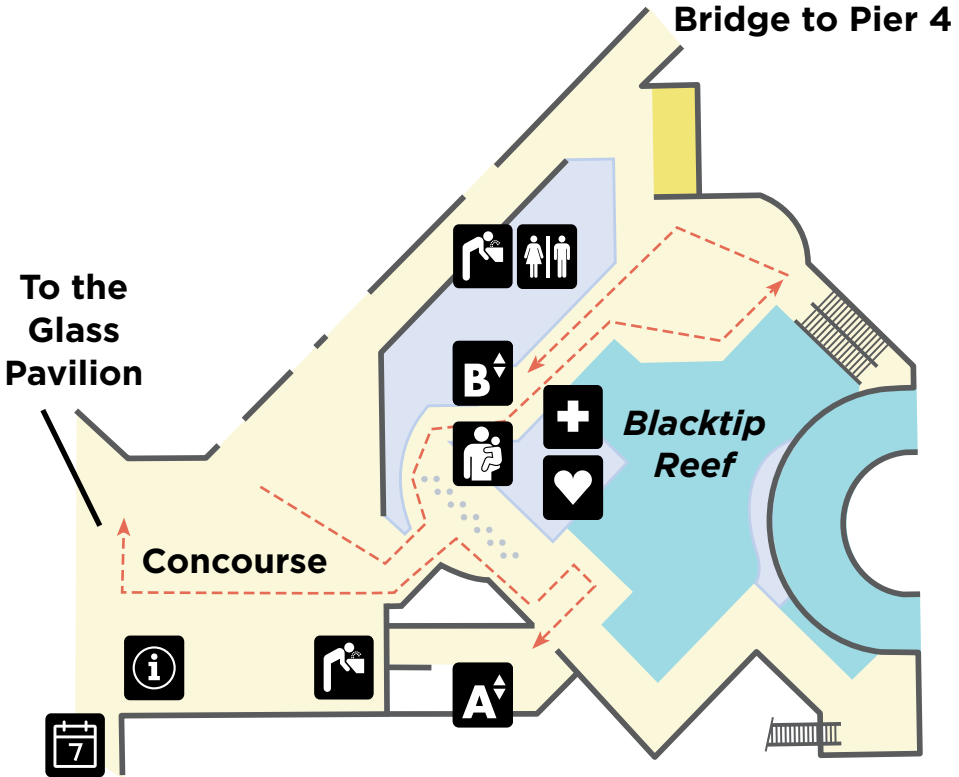 Bridge to Pier 4
To the
Glass
Pavilion
B
Blacktip
Reef
Concourse
i
A
7